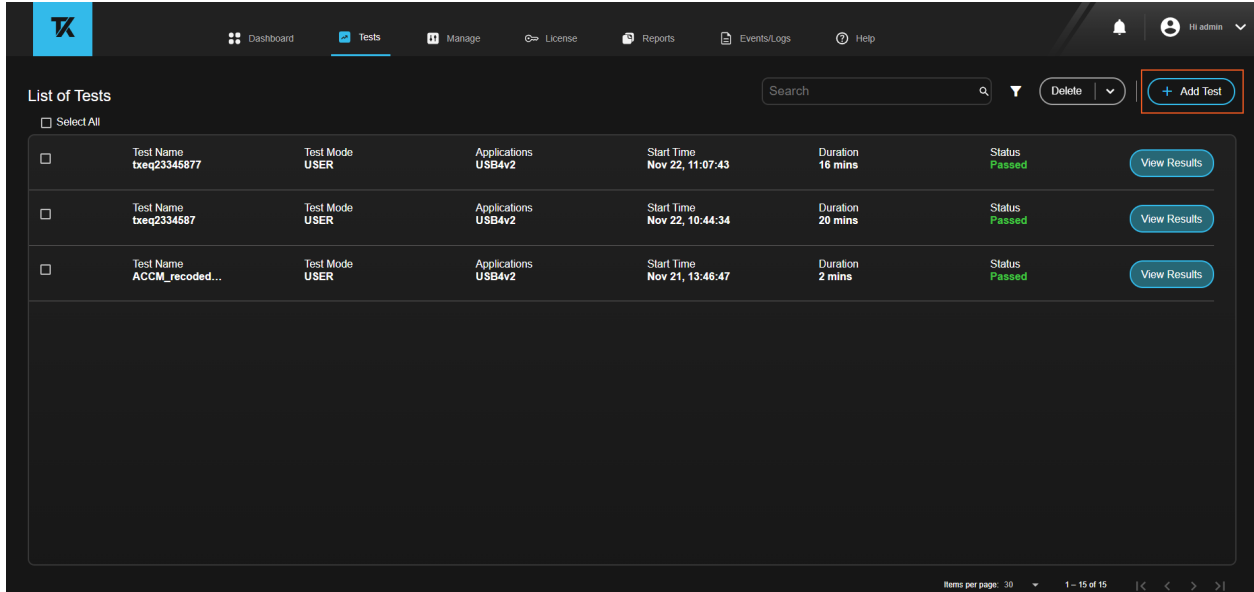 TK
Dashboard Tests Manage License Reports Events/Logs Help Hi admin
List of Tests Search Delete + Add Test
Select All
Test Name Test Mode Applications Start Time Duration Status
txeq23345877 USER USB4v2 Nov 22, 11:07:43 16 mins Passed View Results
Test Name Test Mode Applications Start Time Duration Status
txeq2334587 USER USB4v2 Nov 22, 10:44:34 20 mins Passed View Results
Test Name Test Mode Applications Start Time Duration Status
ACCM_recoded... USER USB4v2 Nov 21, 13:46:47 2 mins Passed View Results
Items per page: 30 1 – 15 of 15